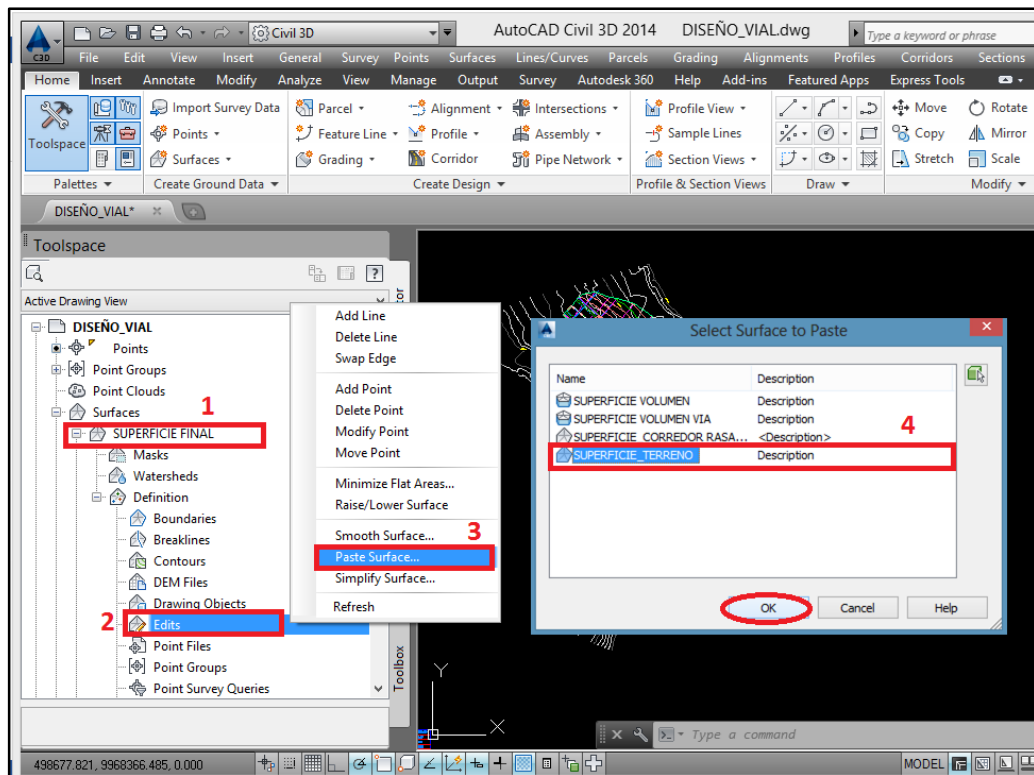 Civil 3D
AutoCAD Civil 3D 2014 DISEÑO_VIAL.dwg
Type a keyword or phrase
C3D
File Edit View Insert General Survey Points Surfaces Lines/Curves Parcels Grading Alignments Profiles Corridors Sections
Home Insert Annotate Modify Analyze View Manage Output Survey Autodesk 360 Help Add-ins Featured Apps Express Tools
Import Survey Data Parcel Alignment Intersections Profile View Move Rotate
Toolspace Points Feature Line Profile Assembly Sample Lines Copy Mirror
Surfaces Grading Corridor Pipe Network Section Views Stretch Scale
Palettes Create Ground Data Create Design Profile & Section Views Draw Modify
DISEÑO_VIAL*
Toolspace
Active Drawing View
DISEÑO_VIAL
Points
Point Groups
Point Clouds
Surfaces
1
SUPERFICIE FINAL
Masks
Watersheds
Definition
Boundaries
Breaklines
Contours
DEM Files
Drawing Objects
2 Edits
Point Files
Point Groups
Point Survey Queries
Toolbox
Add Line
Delete Line
Swap Edge
Add Point
Delete Point
Modify Point
Move Point
Minimize Flat Areas...
Raise/Lower Surface
Smooth Surface...
3
Paste Surface...
Simplify Surface...
Refresh
Select Surface to Paste
Name Description
SUPERFICIE VOLUMEN Description
SUPERFICIE VOLUMEN VIA Description
SUPERFICIE_CORREDOR RASA... <Description>
4
SUPERFICIE_TERRENO Description
OK Cancel Help
Y
X
Type a command
498677.821, 9968366.485, 0.000
MODEL